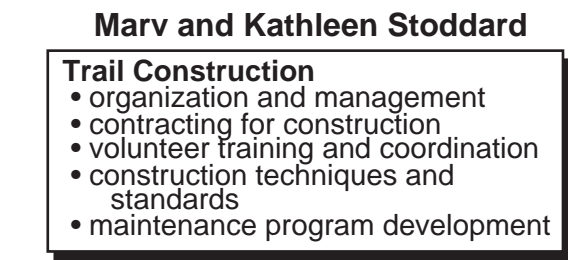 Marv and Kathleen Stoddard
Trail Construction
• organization and management
• contracting for construction
• volunteer training and coordination
• construction techniques and
standards
• maintenance program development